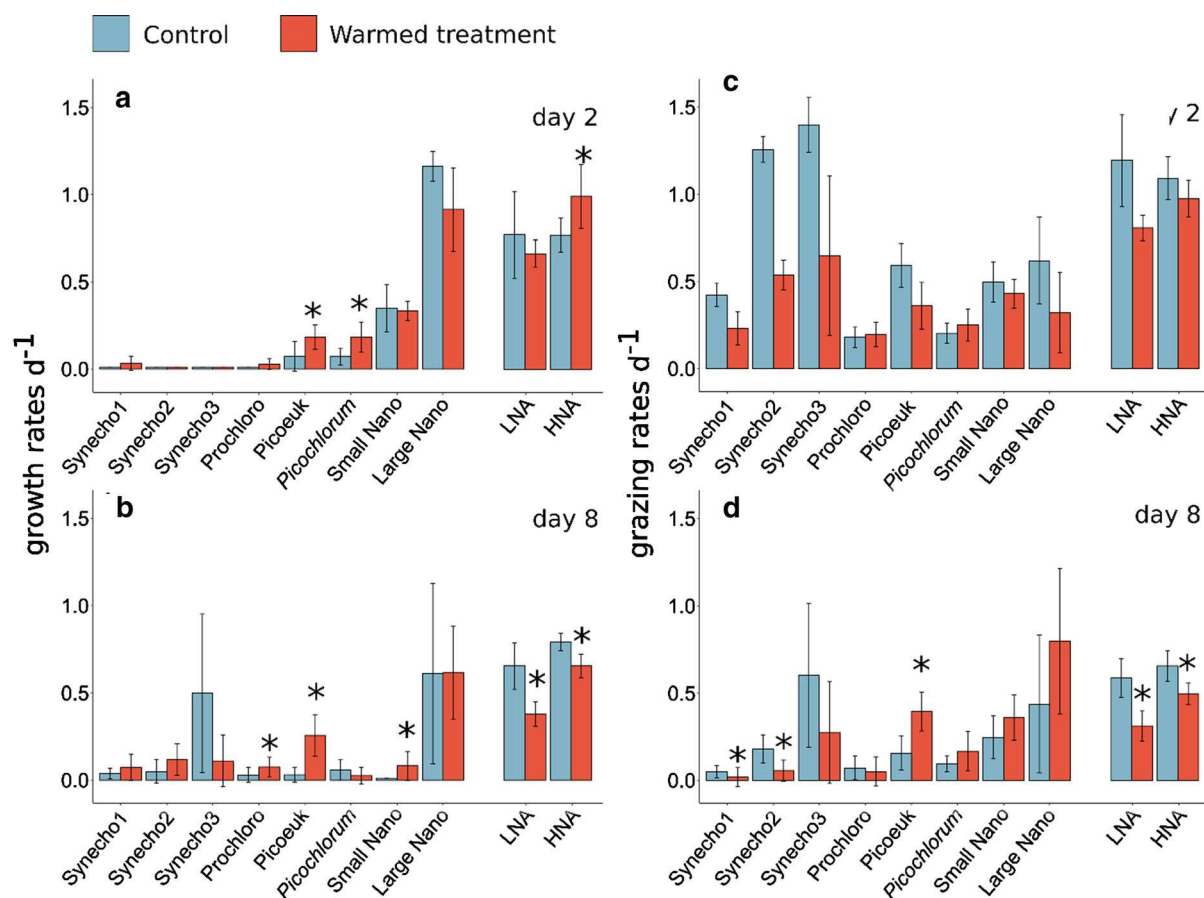 Control Warmed treatment
a
day 2
1.5
1.0
0.5
0.0
*
*
*
Synecho1 Synecho2 Synecho3 Prochloro Picoeuk Picochlorum Small Nano Large Nano LNA HNA
growth rates d-1
b
day 8
1.5
1.0
0.5
0.0
*
*
*
*
*
Synecho1 Synecho2 Synecho3 Prochloro Picoeuk Picochlorum Small Nano Large Nano LNA HNA
c
2
1.5
1.0
0.5
0.0
Synecho1 Synecho2 Synecho3 Prochloro Picoeuk Picochlorum Small Nano Large Nano LNA HNA
grazing rates d-1
d
day 8
1.5
1.0
0.5
0.0
*
*
*
*
*
Synecho1 Synecho2 Synecho3 Prochloro Picoeuk Picochlorum Small Nano Large Nano LNA HNA